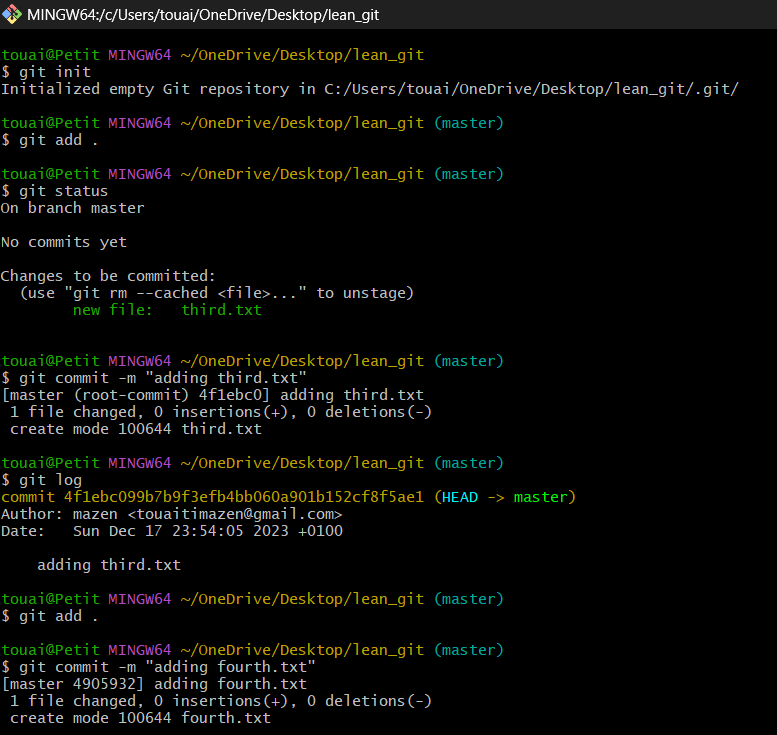 MINGW64:/c/Users/touai/OneDrive/Desktop/lean_git
touai@Petit MINGW64 ~/OneDrive/Desktop/lean_git
$ git init
Initialized empty Git repository in C:/Users/touai/OneDrive/Desktop/lean_git/.git/
touai@Petit MINGW64 ~/OneDrive/Desktop/lean_git (master)
$ git add .
touai@Petit MINGW64 ~/OneDrive/Desktop/lean_git (master)
$ git status
On branch master
No commits yet
Changes to be committed:
  (use "git rm --cached <file>..." to unstage)
        new file:   third.txt
touai@Petit MINGW64 ~/OneDrive/Desktop/lean_git (master)
$ git commit -m "adding third.txt"
[master (root-commit) 4f1ebc0] adding third.txt
 1 file changed, 0 insertions(+), 0 deletions(-)
 create mode 100644 third.txt
touai@Petit MINGW64 ~/OneDrive/Desktop/lean_git (master)
$ git log
commit 4f1ebc099b7b9f3efb4bb060a901b152cf8f5ae1 (HEAD -> master)
Author: mazen <touaitimazen@gmail.com>
Date:   Sun Dec 17 23:54:05 2023 +0100
    adding third.txt
touai@Petit MINGW64 ~/OneDrive/Desktop/lean_git (master)
$ git add .
touai@Petit MINGW64 ~/OneDrive/Desktop/lean_git (master)
$ git commit -m "adding fourth.txt"
[master 4905932] adding fourth.txt
 1 file changed, 0 insertions(+), 0 deletions(-)
 create mode 100644 fourth.txt